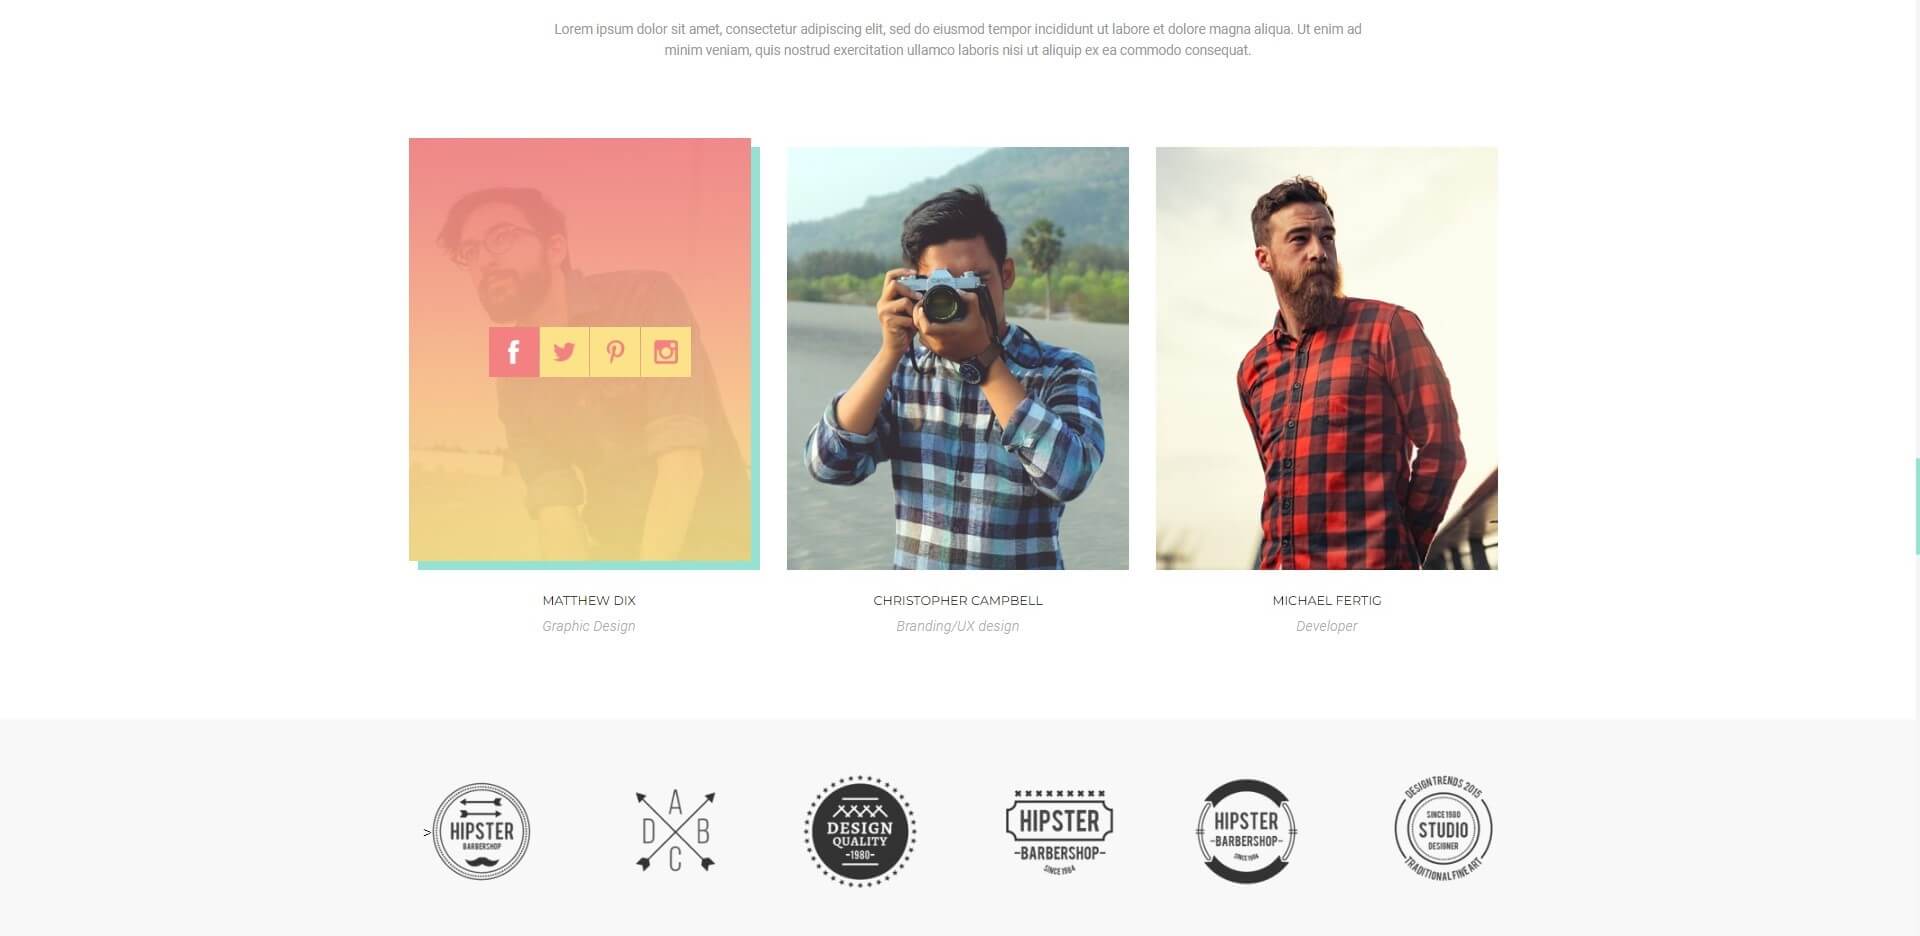 Lorem ipsum dolor sit amet, consectetur adipiscing elit, sed do eiusmod tempor incididunt ut labore et dolore magna aliqua. Ut enim ad
minim veniam, quis nostrud exercitation ullamco laboris nisi ut aliquip ex ea commodo consequat.
Canon
MATTHEW DIX
Graphic Design
CHRISTOPHER CAMPBELL
Branding/UX design
MICHAEL FERTIG
Developer
>
HIPSTER
BARBERSHOP
A
D B
C
DESIGN
QUALITY
-1980-
HIPSTER
-BARBERSHOP-
SINCE 1984
HIPSTER
-BARBERSHOP-
SINCE 1984
DESIGN TRENDS 2015
SINCE 1980
STUDIO
DESIGNER
TRADITIONAL FINE ART